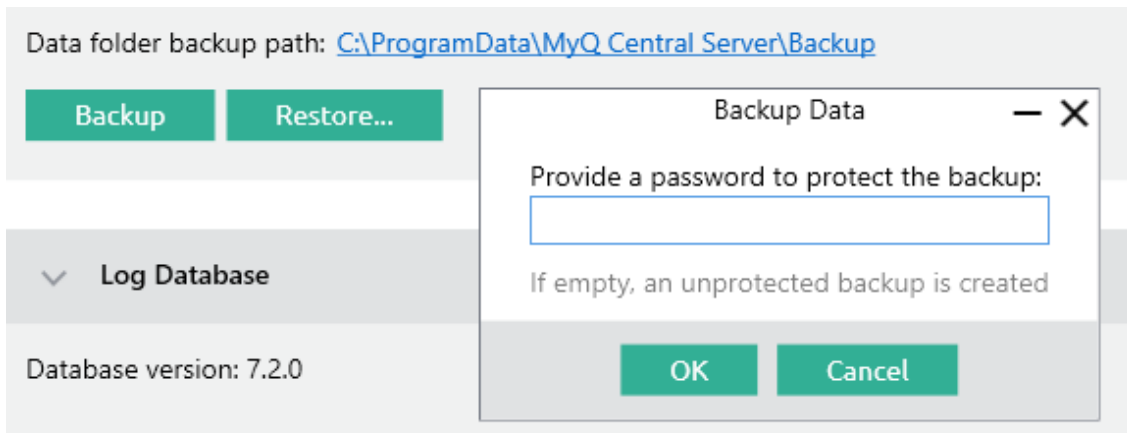 Data folder backup path: C:\ProgramData\MyQ Central Server\Backup
Backup
Restore...
Backup Data
Provide a password to protect the backup:
If empty, an unprotected backup is created
OK
Cancel
Log Database
Database version: 7.2.0